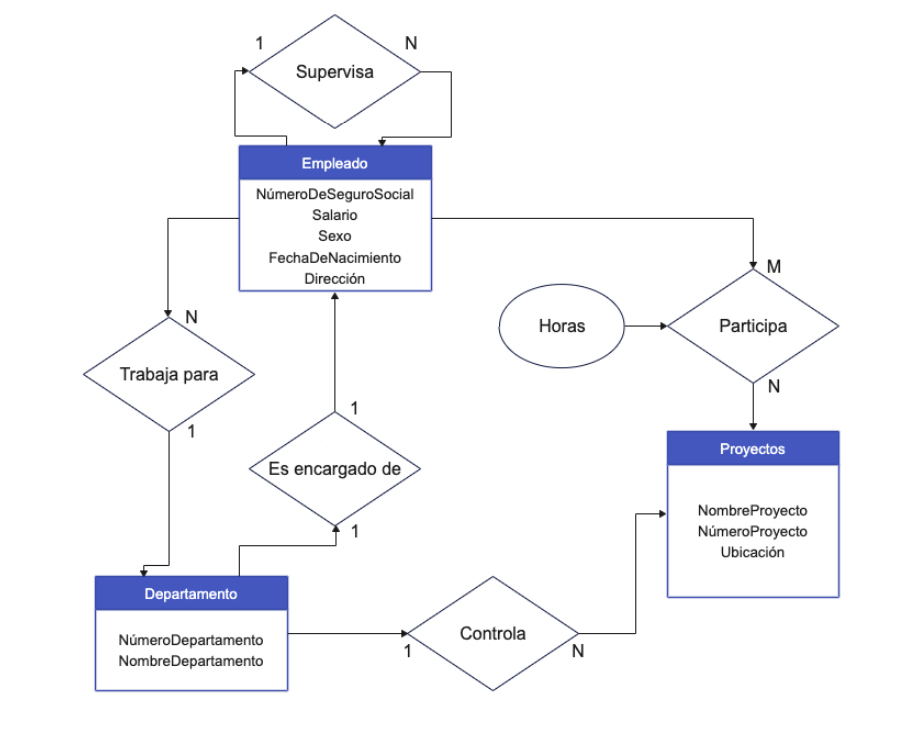 1
N
Supervisa
Empleado
NúmeroDeSeguroSocial
Salario
Sexo
FechaDeNacimiento
Dirección
M
N
Horas
Participa
Trabaja para
N
1
1
Es encargado de
1
Proyectos
NombreProyecto
NúmeroProyecto
Ubicación
Departamento
NúmeroDepartamento
NombreDepartamento
Controla
1
N